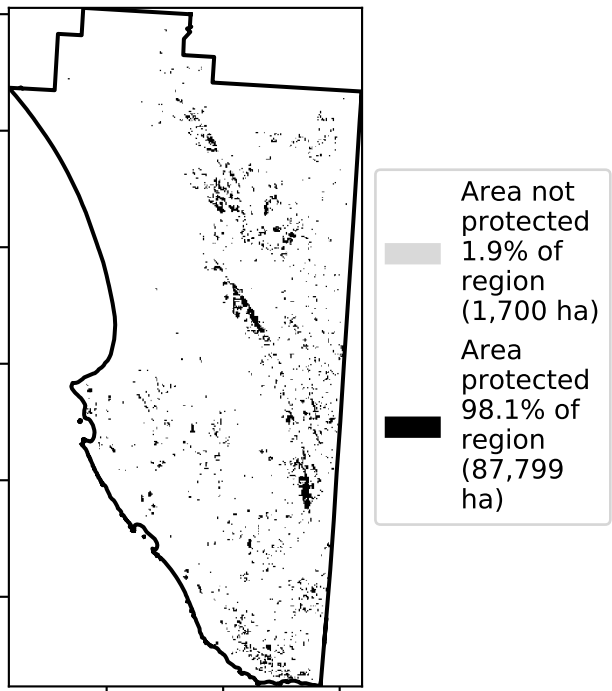 Area not
protected
1.9% of
region
(1,700 ha)
Area
protected
98.1% of
region
(87,799
ha)